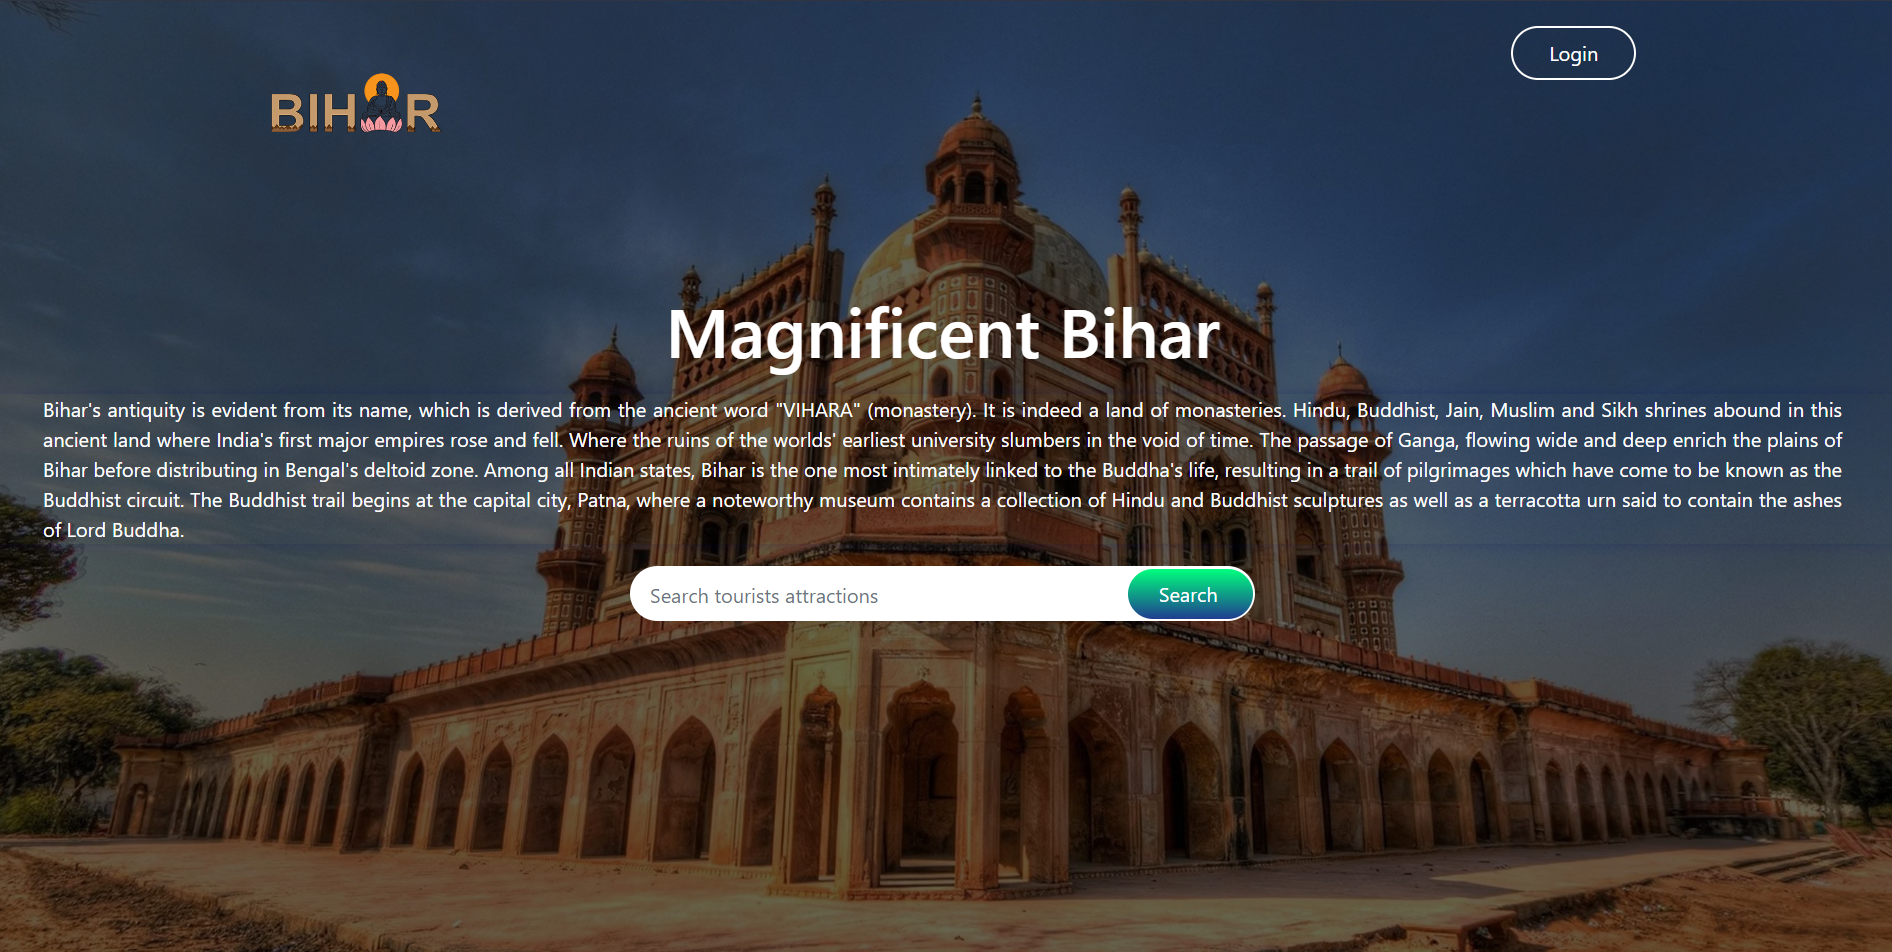 Login
BIHAR
Magnificent Bihar
Bihar's antiquity is evident from its name, which is derived from the ancient word "VIHARA" (monastery). It is indeed a land of monasteries. Hindu, Buddhist, Jain, Muslim and Sikh shrines abound in this
ancient land where India's first major empires rose and fell. Where the ruins of the worlds' earliest university slumbers in the void of time. The passage of Ganga, flowing wide and deep enrich the plains of
Bihar before distributing in Bengal's deltoid zone. Among all Indian states, Bihar is the one most intimately linked to the Buddha's life, resulting in a trail of pilgrimages which have come to be known as the
Buddhist circuit. The Buddhist trail begins at the capital city, Patna, where a noteworthy museum contains a collection of Hindu and Buddhist sculptures as well as a terracotta urn said to contain the ashes
of Lord Buddha.
Search tourists attractions Search